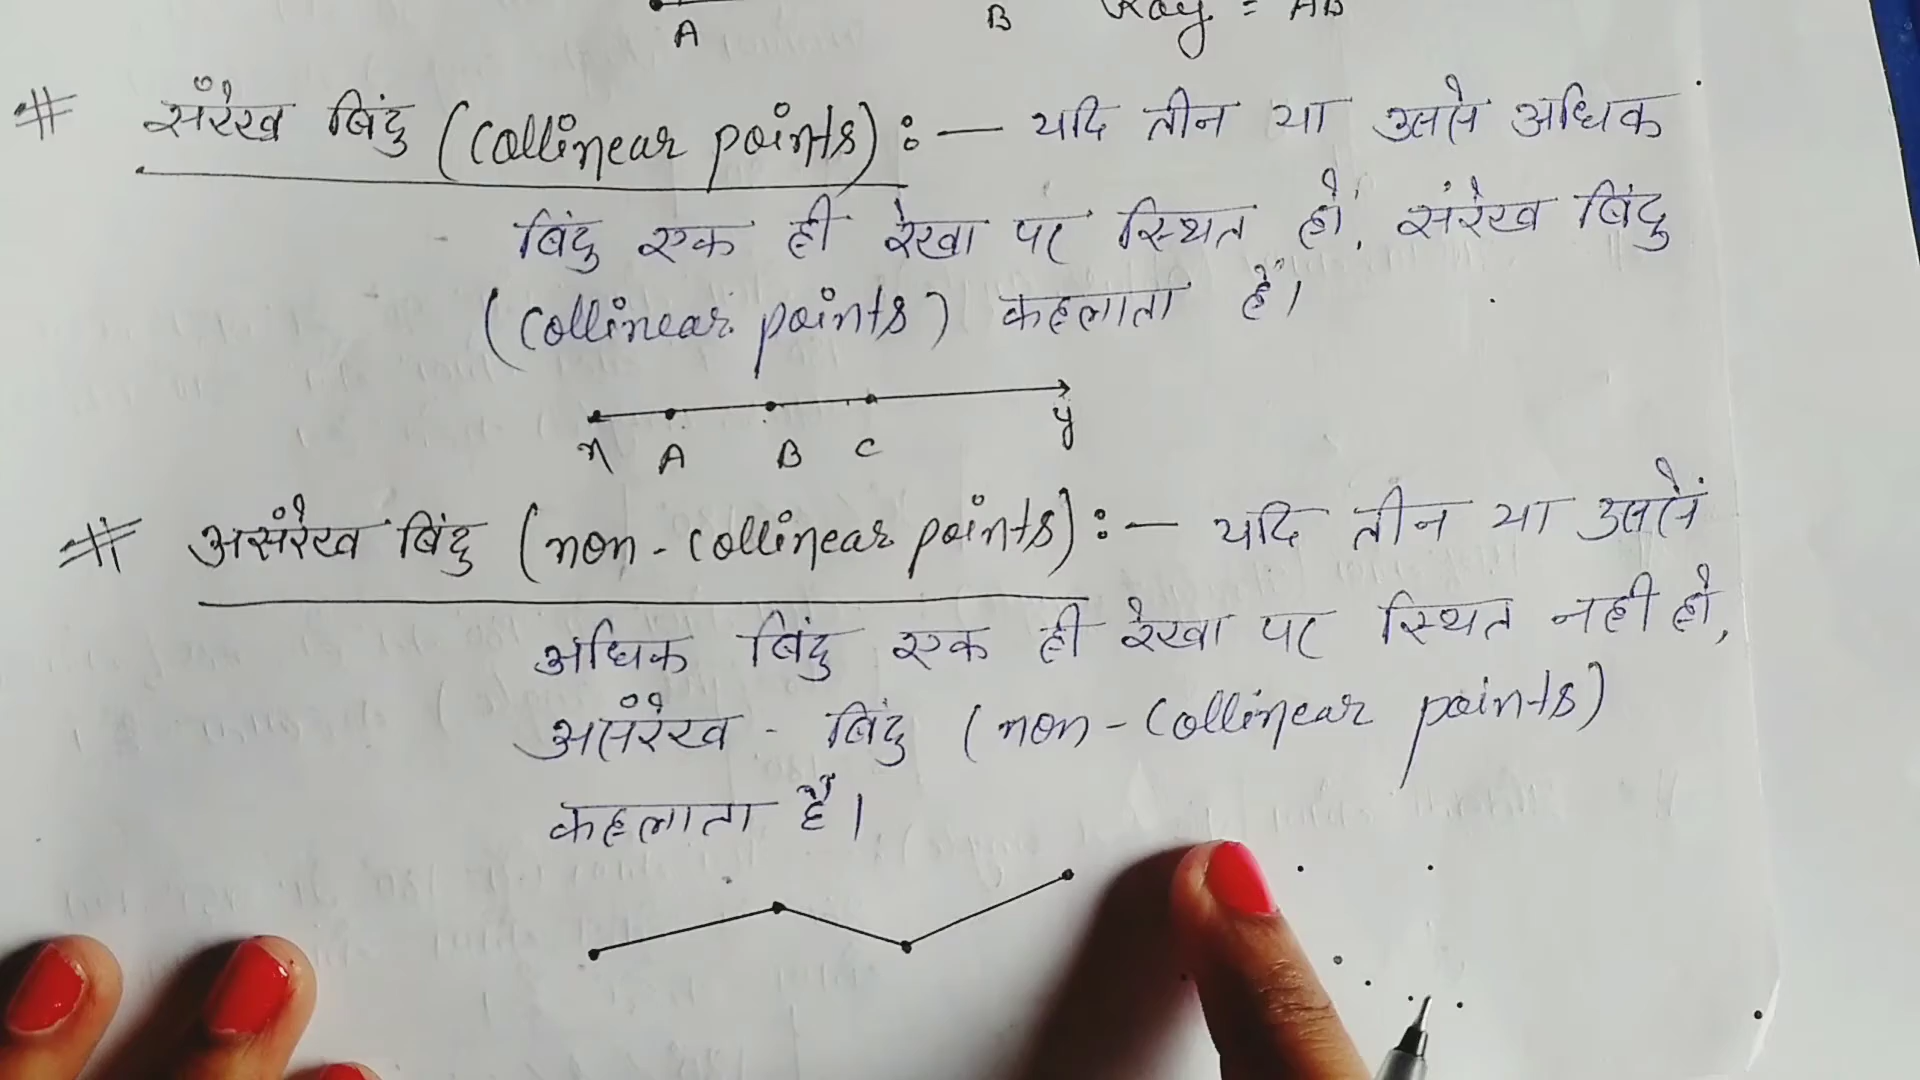 A B Ray = AB
# संरेख बिंदु (collinear points) :— यदि तीन या उससे अधिक
बिंदु एक ही रेखा पर स्थित हो, संरेख बिंदु
(collinear points) कहलाता है।
x A B C y
# असंरेख बिंदु (non-collinear points) :— यदि तीन या उससे
अधिक बिंदु एक ही रेखा पर स्थित नही हो,
असंरेख - बिंदु (non-collinear points)
कहलाता है।